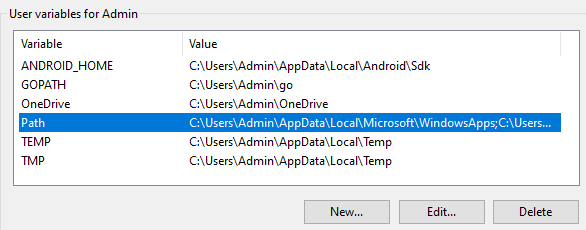 User variables for Admin
Variable Value
ANDROID_HOME C:\Users\Admin\AppData\Local\Android\Sdk
GOPATH C:\Users\Admin\go
OneDrive C:\Users\Admin\OneDrive
Path C:\Users\Admin\AppData\Local\Microsoft\WindowsApps;C:\Users...
TEMP C:\Users\Admin\AppData\Local\Temp
TMP C:\Users\Admin\AppData\Local\Temp
New... Edit... Delete